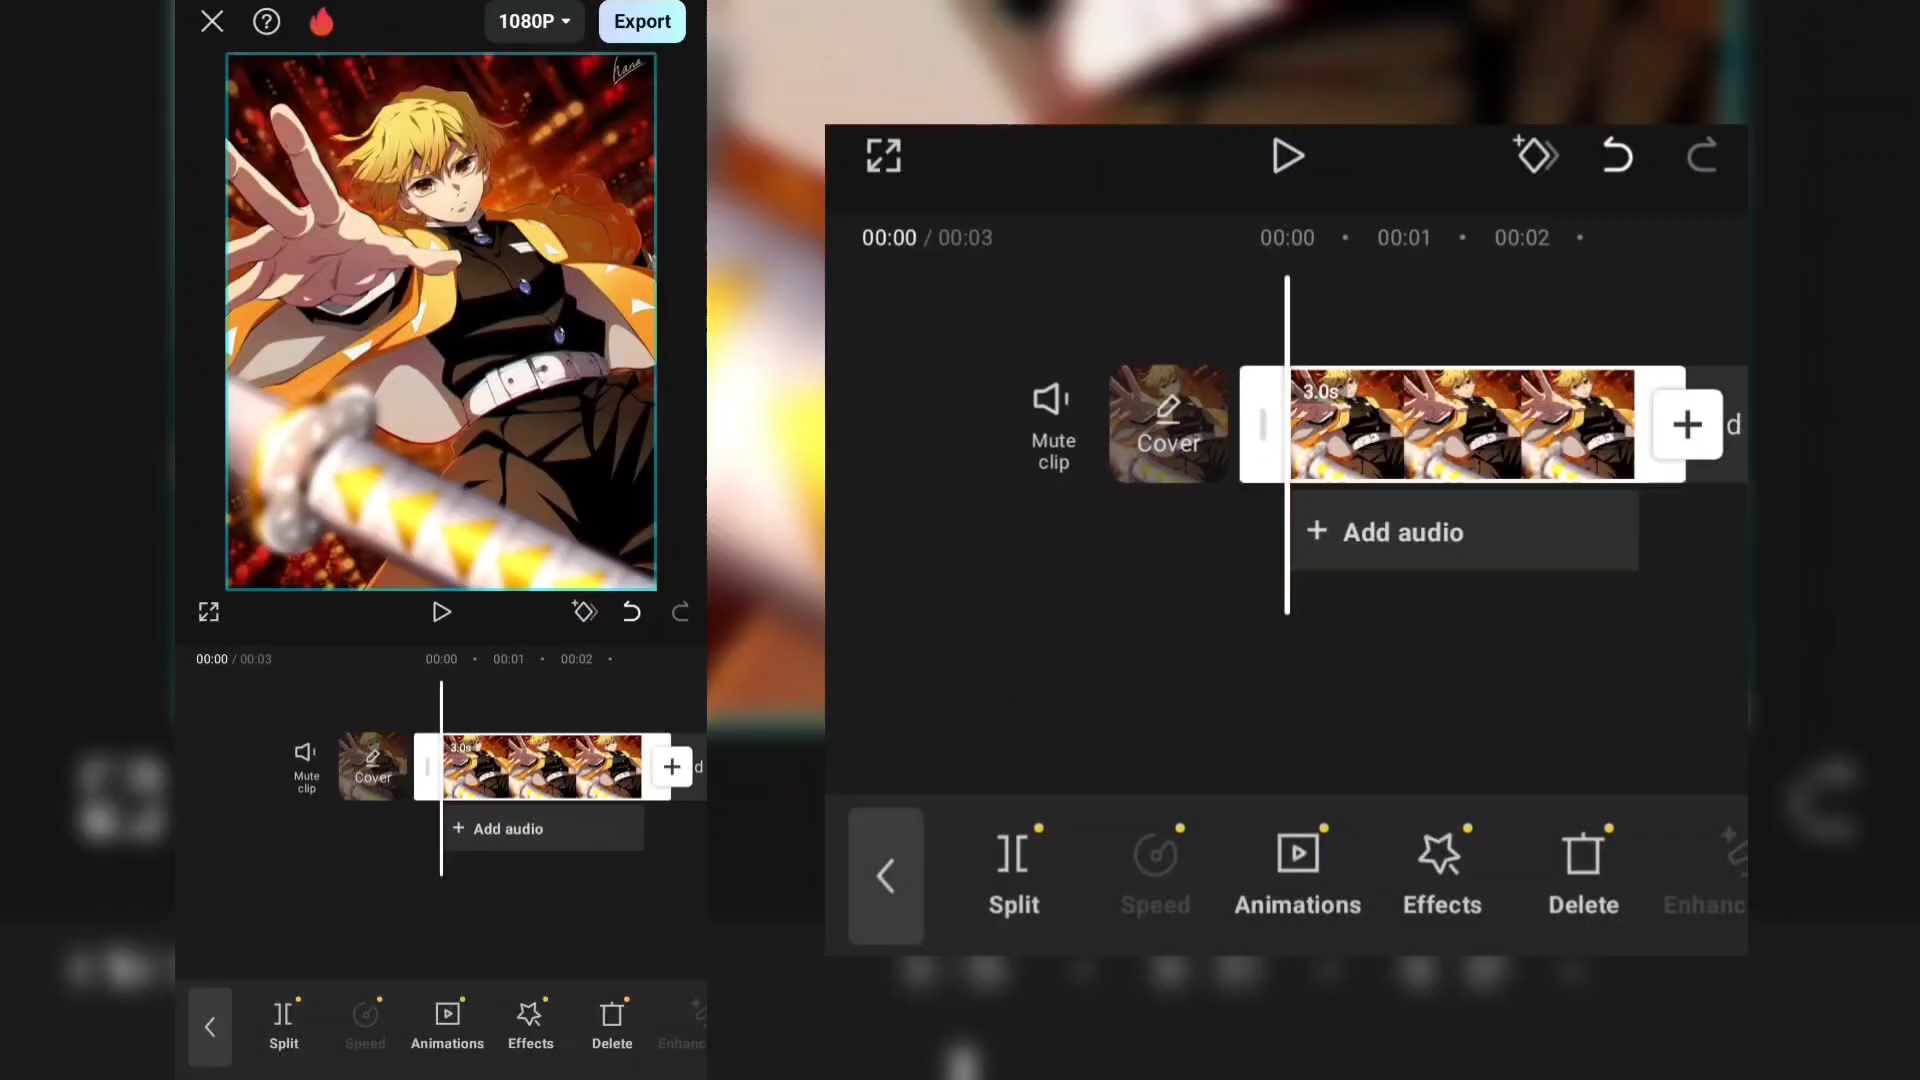 1080P
Export
hana
00:00 / 00:03
00:00
00:01
00:02
3.0s
Mute
clip
Cover
d
+ Add audio
Split
Speed
Animations
Effects
Delete
Enhanc
00:00 / 00:03
00:00
00:01
00:02
3.0s
Mute
clip
Cover
d
+ Add audio
Split
Speed
Animations
Effects
Delete
Enhanc